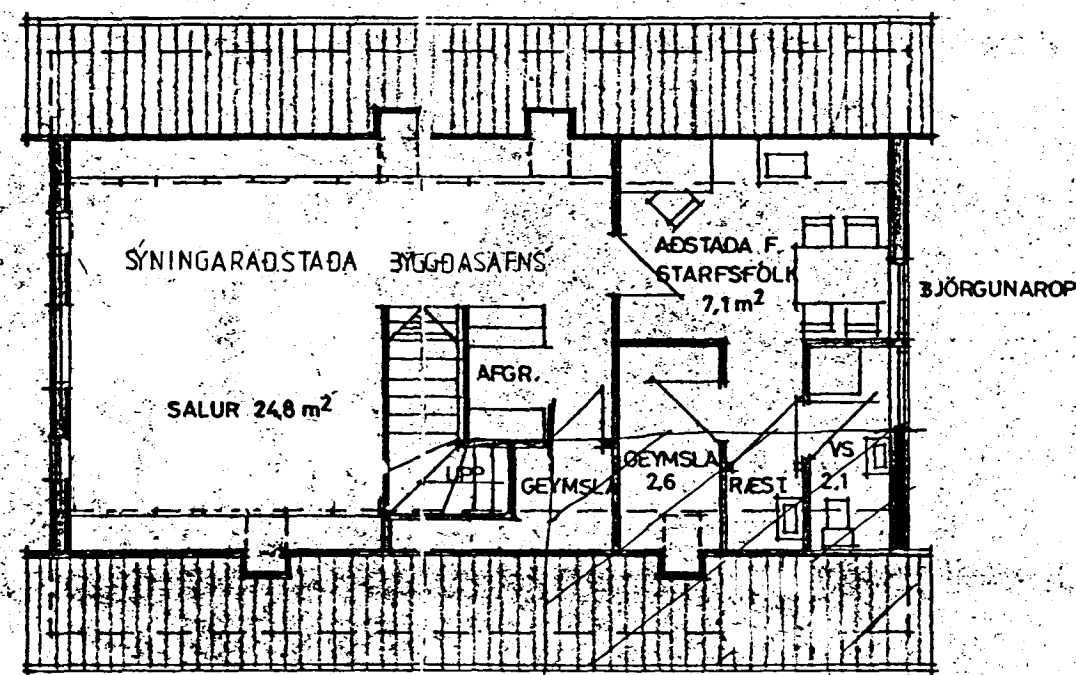 SÝNINGARAÐSTAÐA BYGGÐASAFNS
AÐSTAÐA F.
STARFSFÓLK
7,1 m²
BJÖRGUNAROP
AFGR.
SALUR 24,8 m²
UPP
GEYMSLA
GEYMSLA
2,6
RÆST
VS
2.1